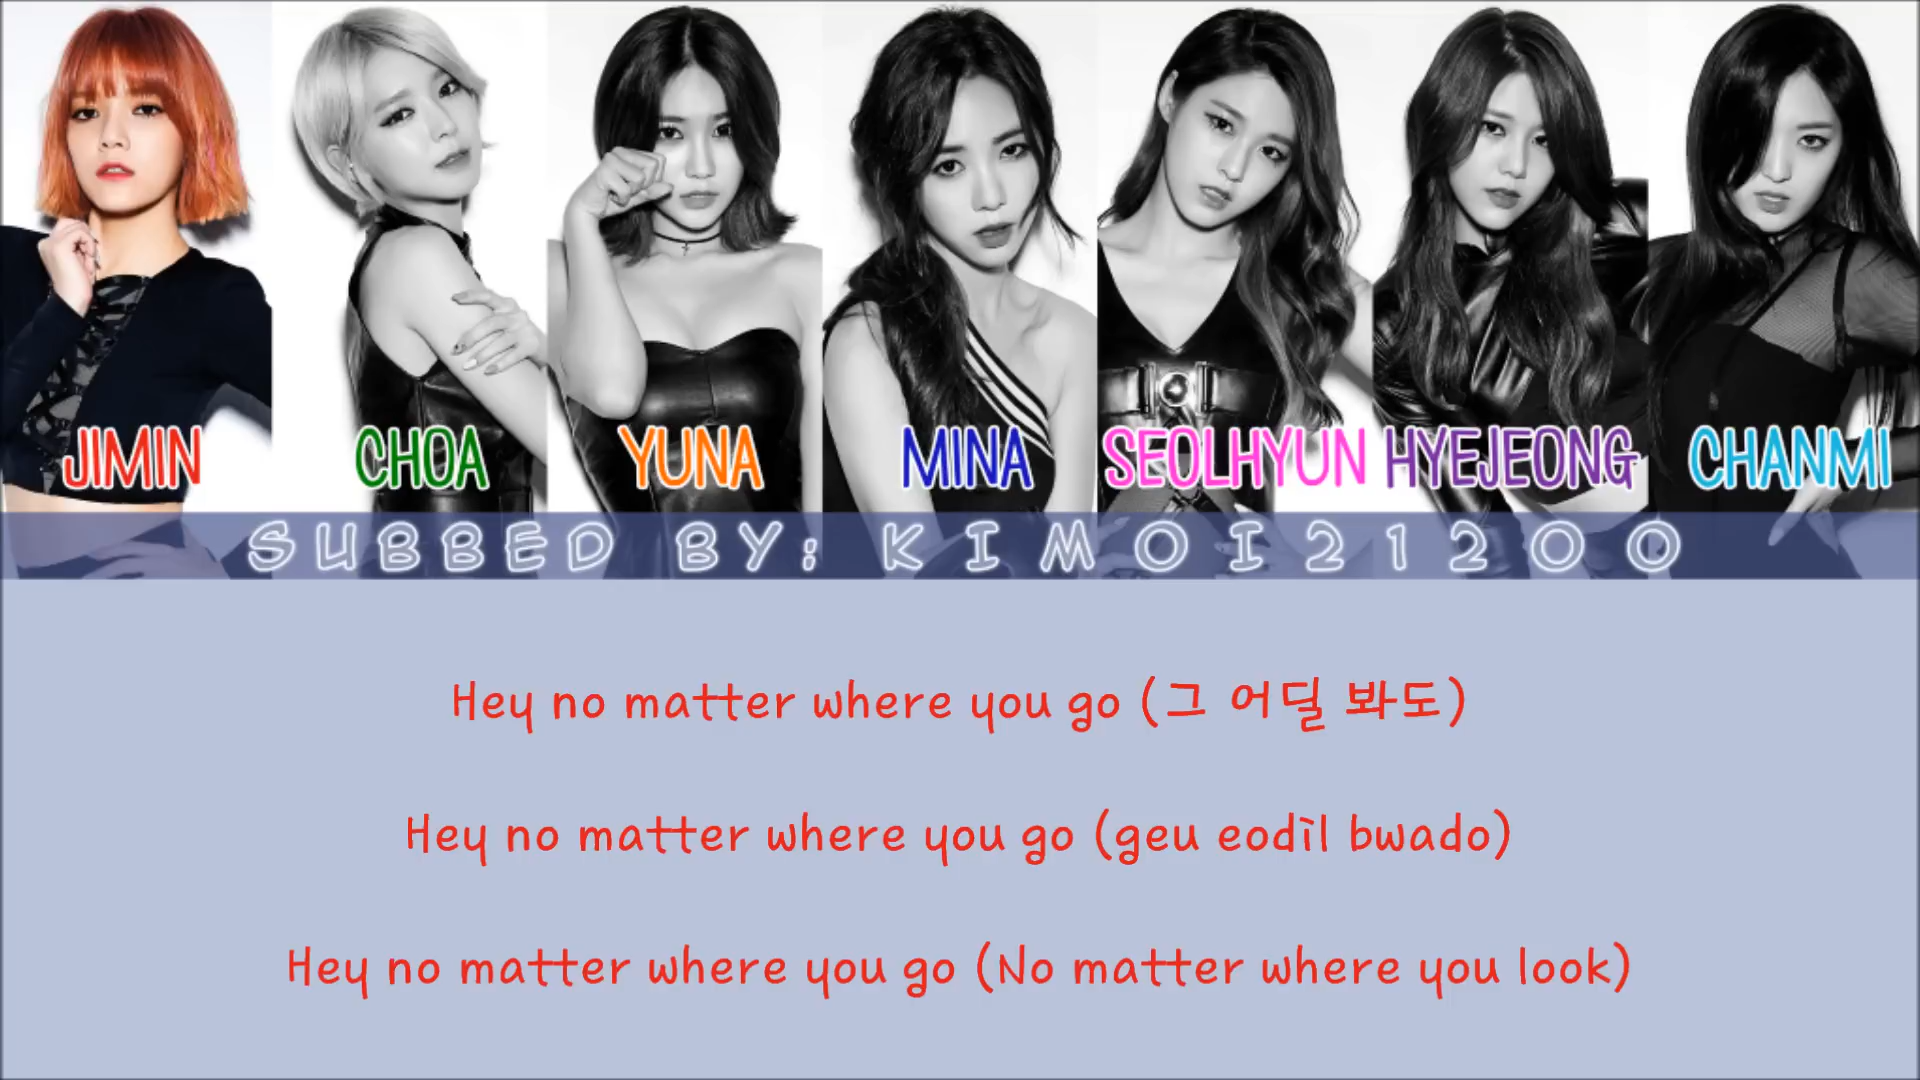 JIMIN CHOA YUNA MINA SEOLHYUN HYEJEONG CHANMI
SUBBED BY: KIMOI21200
Hey no matter where you go (그 어딜 봐도)
Hey no matter where you go (geu eodil bwado)
Hey no matter where you go (No matter where you look)